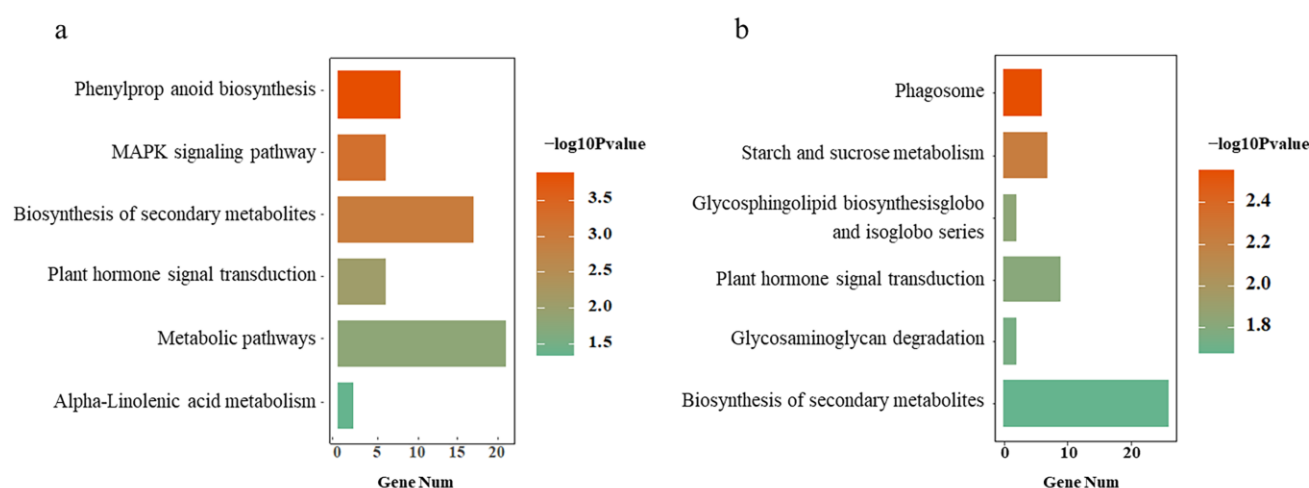 a
Phenylprop anoid biosynthesis
MAPK signaling pathway
Biosynthesis of secondary metabolites
Plant hormone signal transduction
Metabolic pathways
Alpha-Linolenic acid metabolism
0 5 10 15 20
Gene Num
−log10Pvalue
3.5
3.0
2.5
2.0
1.5
b
Phagosome
Starch and sucrose metabolism
Glycosphingolipid biosynthesisglobo
and isoglobo series
Plant hormone signal transduction
Glycosaminoglycan degradation
Biosynthesis of secondary metabolites
0 10 20
Gene Num
−log10Pvalue
2.4
2.2
2.0
1.8